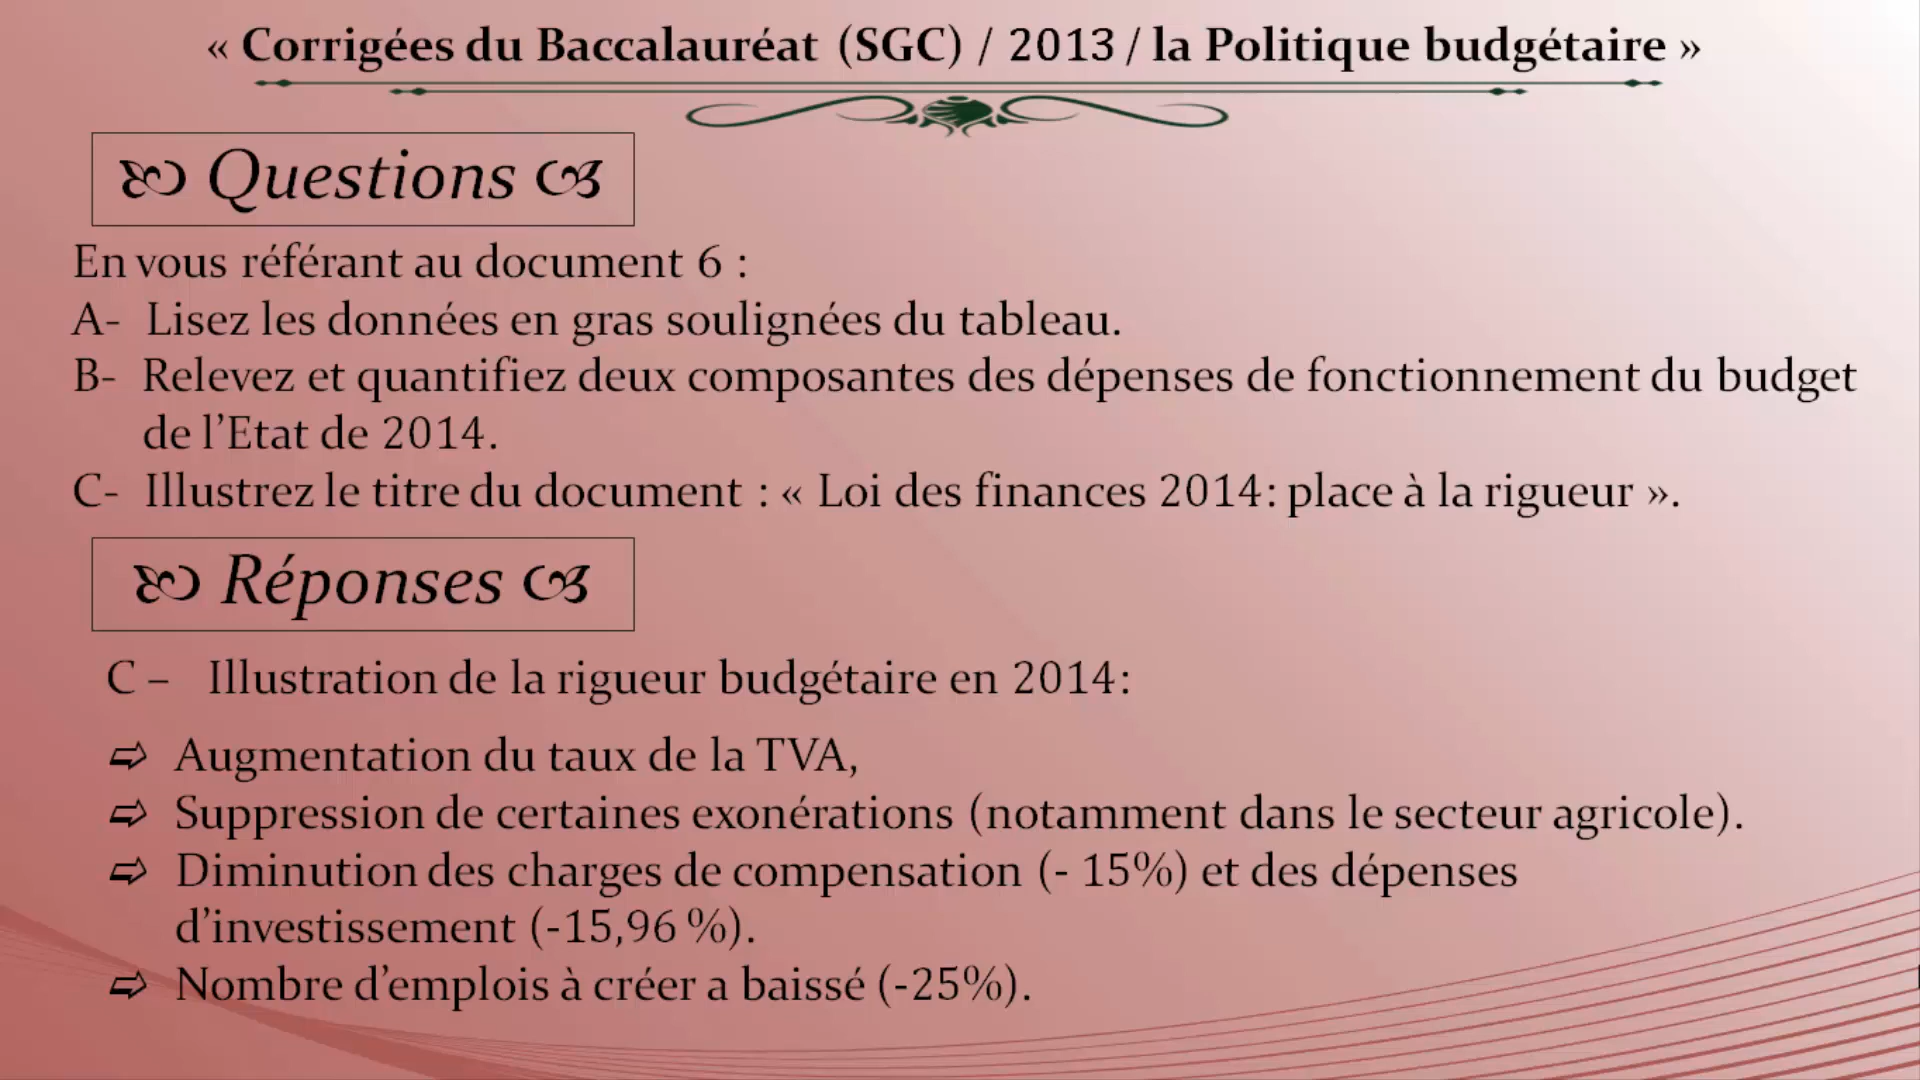 « Corrigées du Baccalauréat (SGC) / 2013 / la Politique budgétaire »
Questions
En vous référant au document 6 :
A- Lisez les données en gras soulignées du tableau.
B- Relevez et quantifiez deux composantes des dépenses de fonctionnement du budget
de l’Etat de 2014.
C- Illustrez le titre du document : « Loi des finances 2014: place à la rigueur ».
Réponses
C – Illustration de la rigueur budgétaire en 2014:
⇨ Augmentation du taux de la TVA,
⇨ Suppression de certaines exonérations (notamment dans le secteur agricole).
⇨ Diminution des charges de compensation (- 15%) et des dépenses
d’investissement (-15,96 %).
⇨ Nombre d’emplois à créer a baissé (-25%).